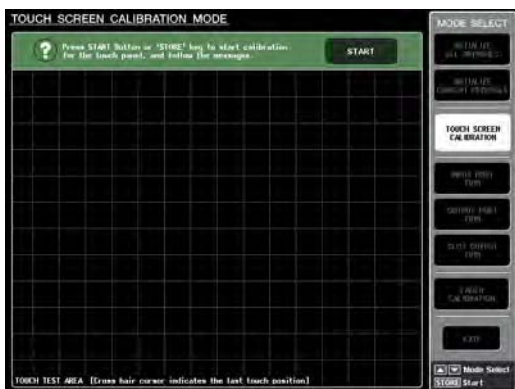 TOUCH SCREEN CALIBRATION MODE
Press START Button or 'STORE' key to start calibration
for the touch panel, and follow the messages.
START
TOUCH TEST AREA [Cross hair cursor indicates the last touch position]
MODE SELECT
INITIALIZE
ALL MEMORIES
INITIALIZE
CURRENT MEMORIES
TOUCH SCREEN
CALIBRATION
INPUT PORT
TRIM
OUTPUT PORT
TRIM
SLOT OUTPUT
TRIM
FADER
CALIBRATION
EXIT
Mode Select
STORE Start